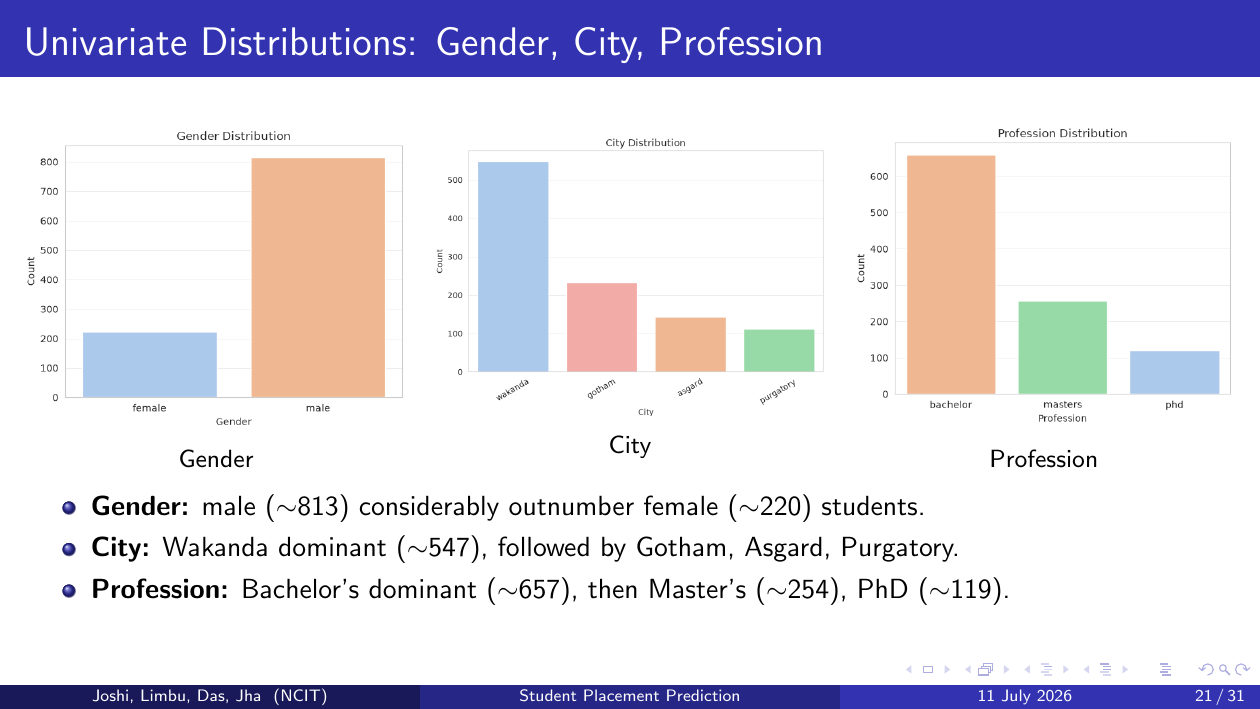 Univariate Distributions: Gender, City, Profession
Gender Distribution
800
700
600
500
400
300
200
100
0
Count
female male
Gender
Gender
City Distribution
500
400
300
200
100
0
Count
wakanda gotham asgard purgatory
City
City
Profession Distribution
600
500
400
300
200
100
0
Count
bachelor masters phd
Profession
Profession
Gender: male (∼813) considerably outnumber female (∼220) students.
City: Wakanda dominant (∼547), followed by Gotham, Asgard, Purgatory.
Profession: Bachelor's dominant (∼657), then Master's (∼254), PhD (∼119).
Joshi, Limbu, Das, Jha (NCIT) Student Placement Prediction 11 July 2026 21 / 31